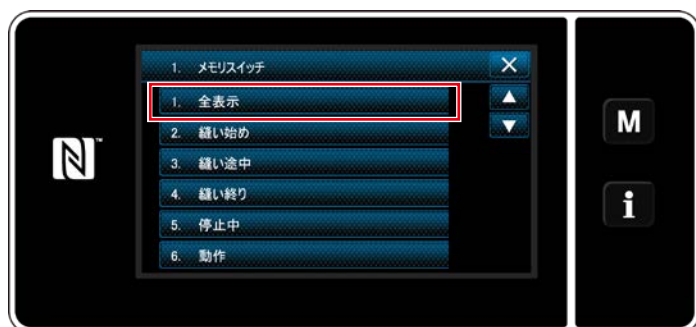 1. メモリスイッチ
1. 全表示
2. 縫い始め
3. 縫い途中
4. 縫い終り
5. 停止中
6. 動作
N
M
i